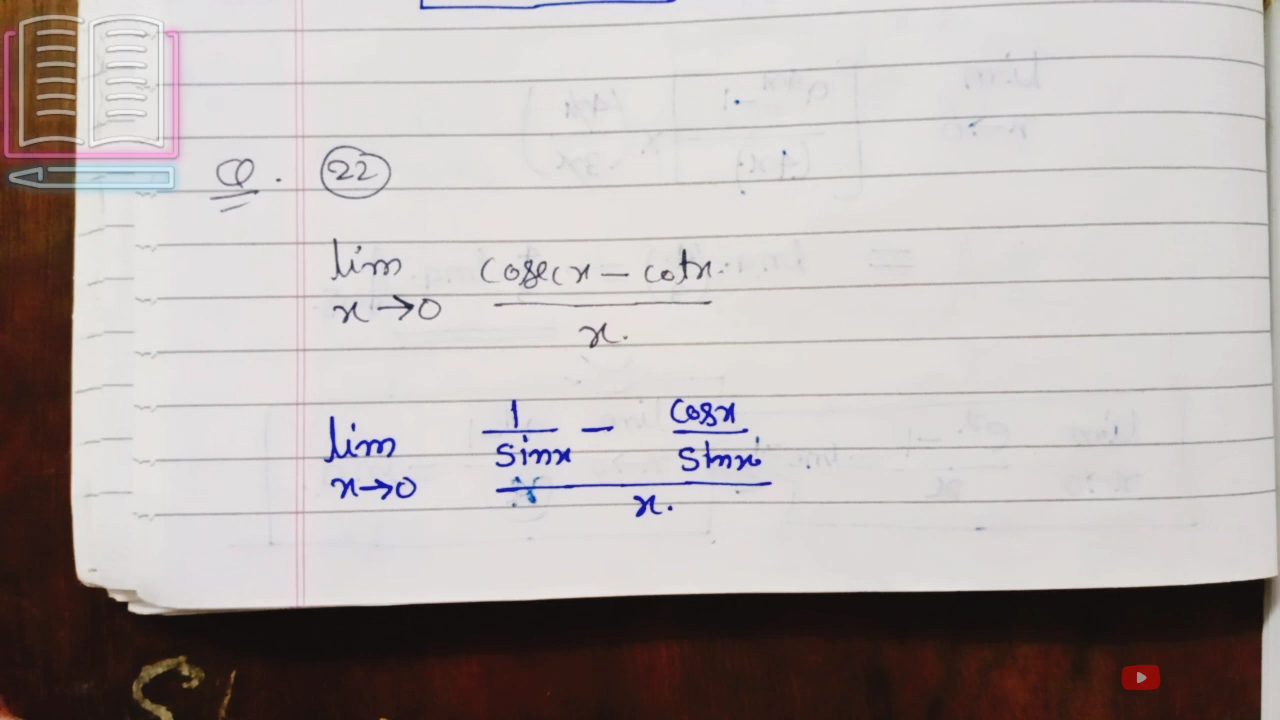 Q. 22
lim x→0 (cosecx − cotx) / x.
lim x→0 (1/sinx − cosx/sinx) / x.